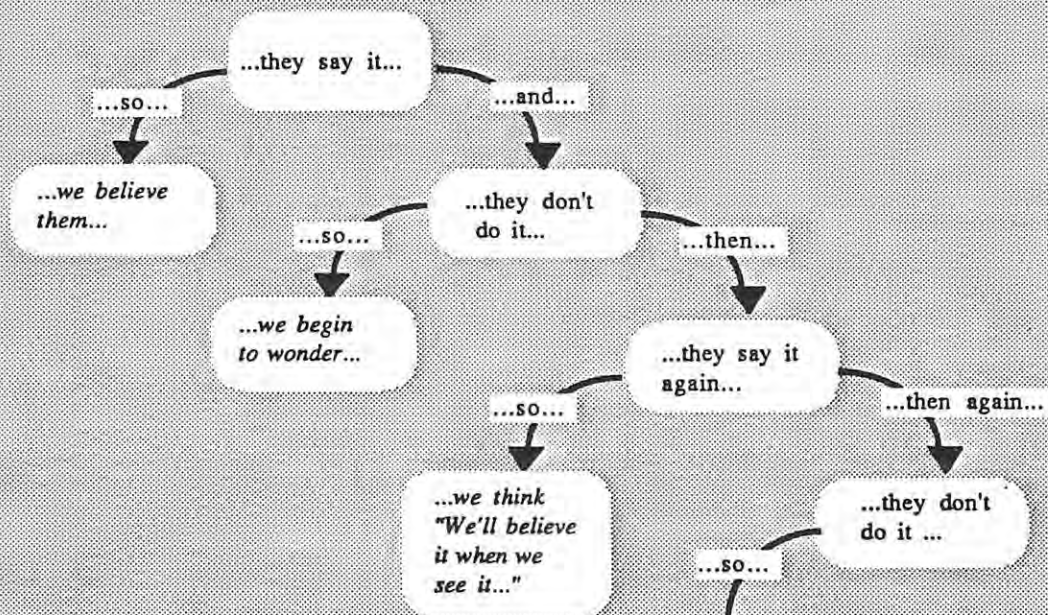 ...they say it...
...so...
...and...
...we believe
them...
...they don't
do it...
...so...
...then...
...we begin
to wonder...
...they say it
again...
...so...
...then again...
...we think
"We'll believe
it when we
see it..."
...they don't
do it ...
...so...